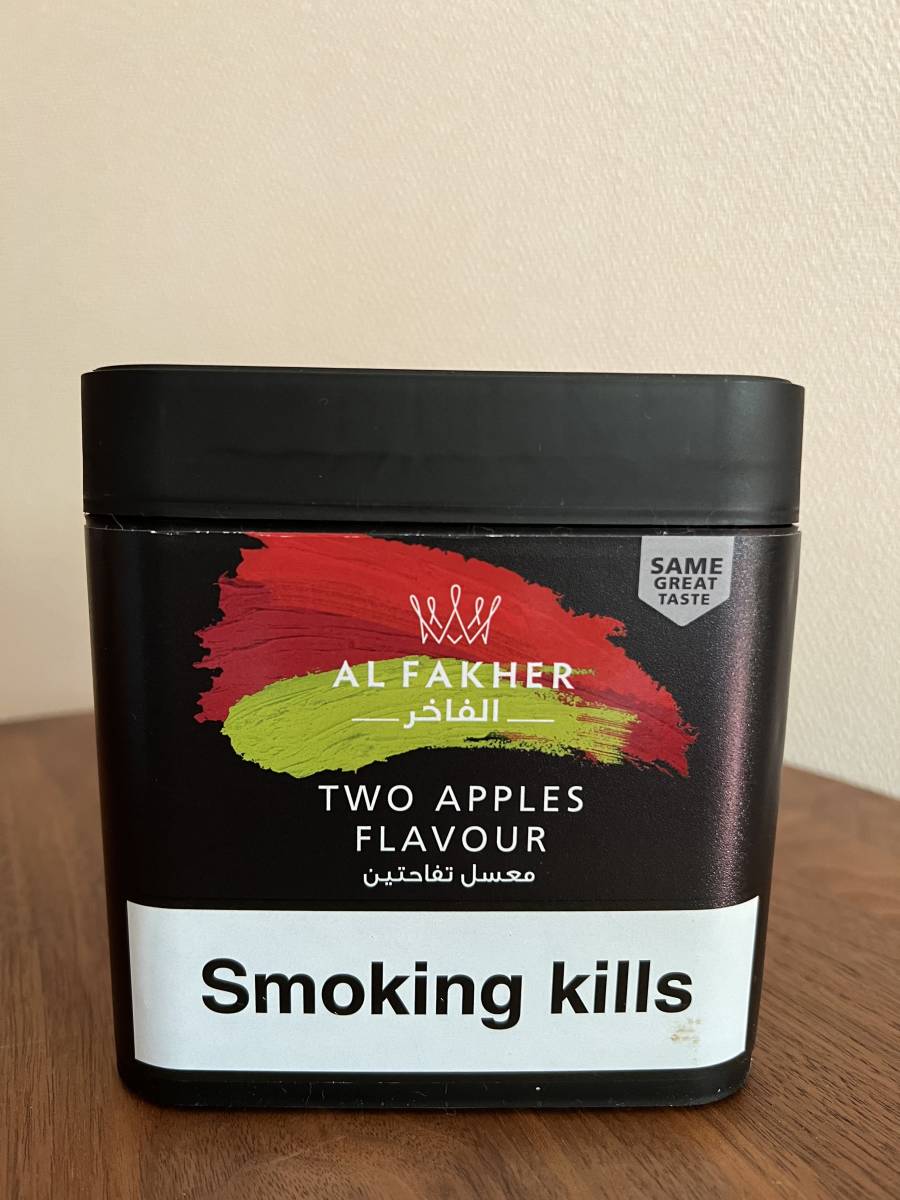 SAME
GREAT
TASTE
AL FAKHER
الفاخر
TWO APPLES
FLAVOUR
معسل تفاحتين
Smoking kills